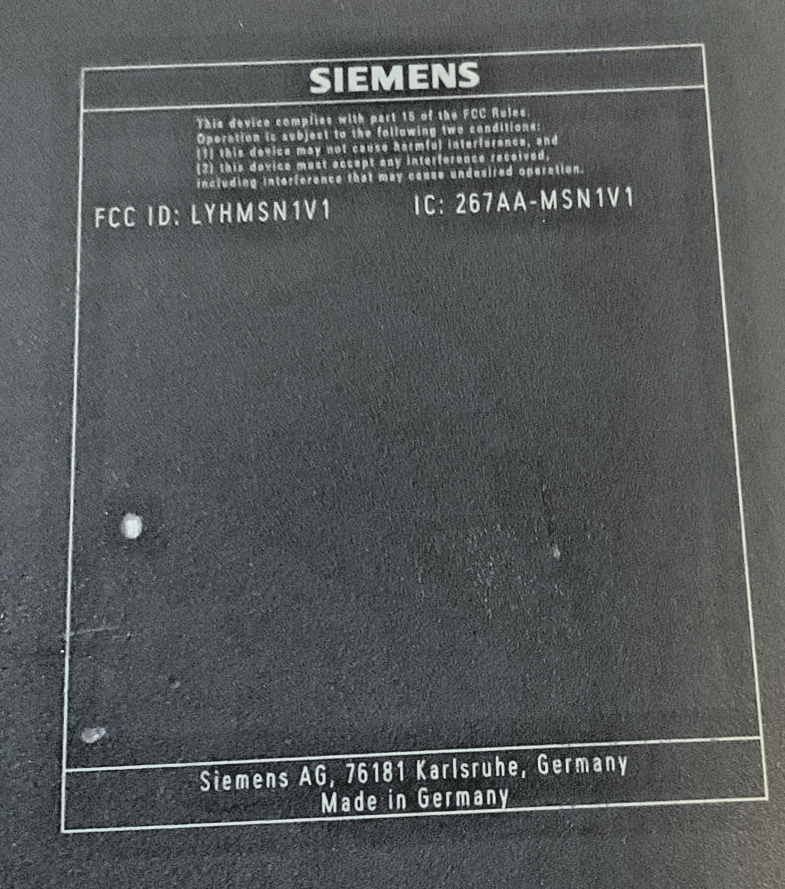 SIEMENS
This device complies with part 15 of the FCC Rules.
Operation is subject to the following two conditions:
(1) this device may not cause harmful interference, and
(2) this device must accept any interference received,
including interference that may cause undesired operation.
FCC ID: LYHMSN1V1 IC: 267AA-MSN1V1
Siemens AG, 76181 Karlsruhe, Germany
Made in Germany